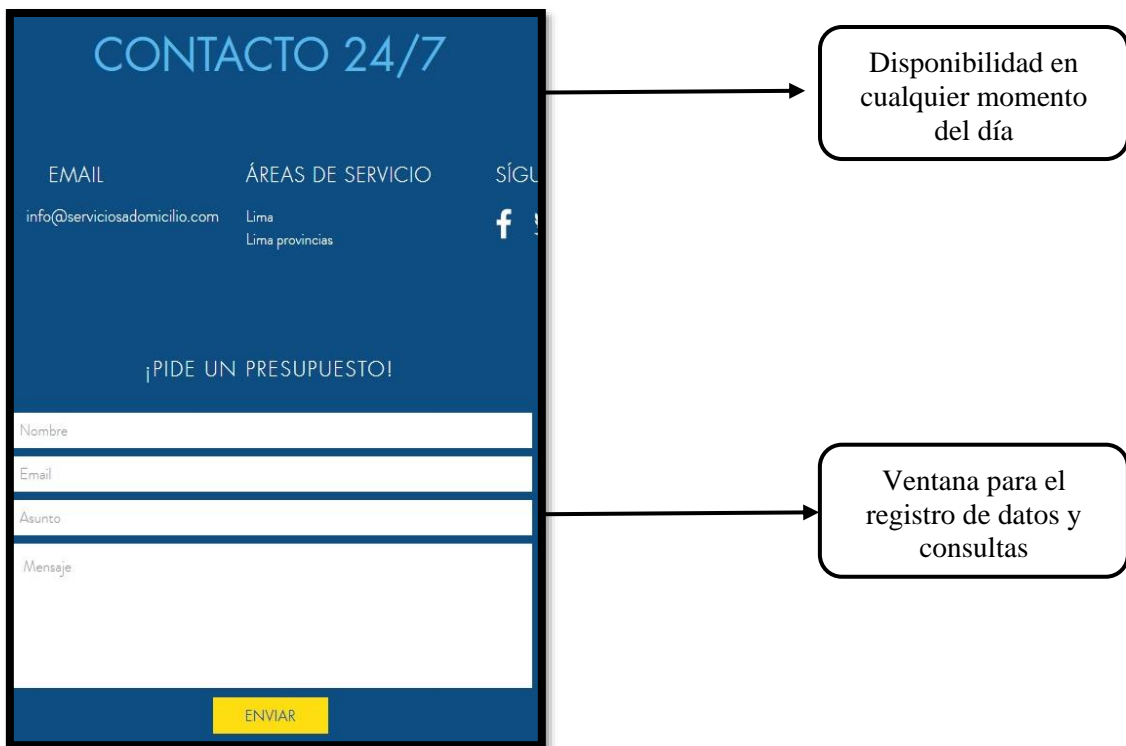 CONTACTO 24/7
EMAIL
info@serviciosadomicilio.com
ÁREAS DE SERVICIO
Lima
Lima provincias
SÍGU
¡PIDE UN PRESUPUESTO!
Nombre
Email
Asunto
Mensaje
ENVIAR
Disponibilidad en
cualquier momento
del día
Ventana para el
registro de datos y
consultas